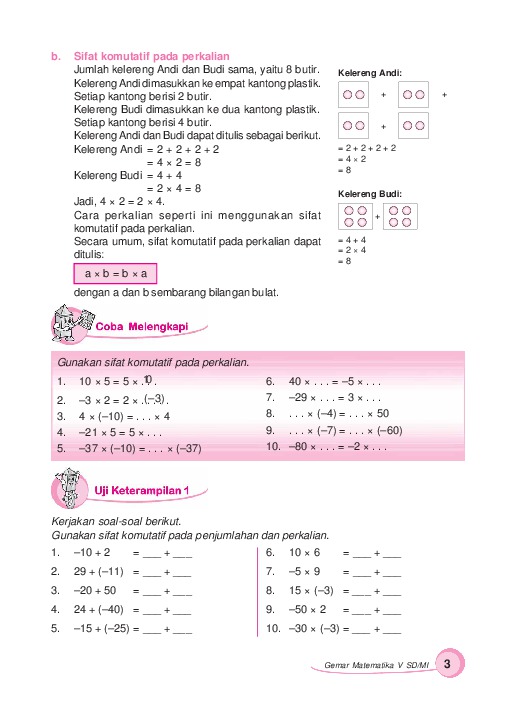 b. Sifat komutatif pada perkalian
Jumlah kelereng Andi dan Budi sama, yaitu 8 butir.
Kelereng Andi dimasukkan ke empat kantong plastik.
Setiap kantong berisi 2 butir.
Kelereng Budi dimasukkan ke dua kantong plastik.
Setiap kantong berisi 4 butir.
Kelereng Andi dan Budi dapat ditulis sebagai berikut.
Kelereng Andi = 2 + 2 + 2 + 2
= 4 × 2 = 8
Kelereng Budi = 4 + 4
= 2 × 4 = 8
Jadi, 4 × 2 = 2 × 4.
Cara perkalian seperti ini menggunakan sifat
komutatif pada perkalian.
Secara umum, sifat komutatif pada perkalian dapat
ditulis:
a × b = b × a
dengan a dan b sembarang bilangan bulat.
Kelereng Andi:
+ +
+
= 2 + 2 + 2 + 2
= 4 × 2
= 8
Kelereng Budi:
+
= 4 + 4
= 2 × 4
= 8
Coba Melengkapi
Gunakan sifat komutatif pada perkalian.
1. 10 × 5 = 5 × .10 .
2. –3 × 2 = 2 × .(–3) .
3. 4 × (–10) = . . . × 4
4. –21 × 5 = 5 × . . .
5. –37 × (–10) = . . . × (–37)
6. 40 × . . . = –5 × . . .
7. –29 × . . . = 3 × . . .
8. . . . × (–4) = . . . × 50
9. . . . × (–7) = . . . × (–60)
10. –80 × . . . = –2 × . . .
Uji Keterampilan 1
Kerjakan soal-soal berikut.
Gunakan sifat komutatif pada penjumlahan dan perkalian.
1. –10 + 2 = ___ + ___
2. 29 + (–11) = ___ + ___
3. –20 + 50 = ___ + ___
4. 24 + (–40) = ___ + ___
5. –15 + (–25) = ___ + ___
6. 10 × 6 = ___ + ___
7. –5 × 9 = ___ + ___
8. 15 × (–3) = ___ + ___
9. –50 × 2 = ___ + ___
10. –30 × (–3) = ___ + ___
Gemar Matematika V SD/MI 3